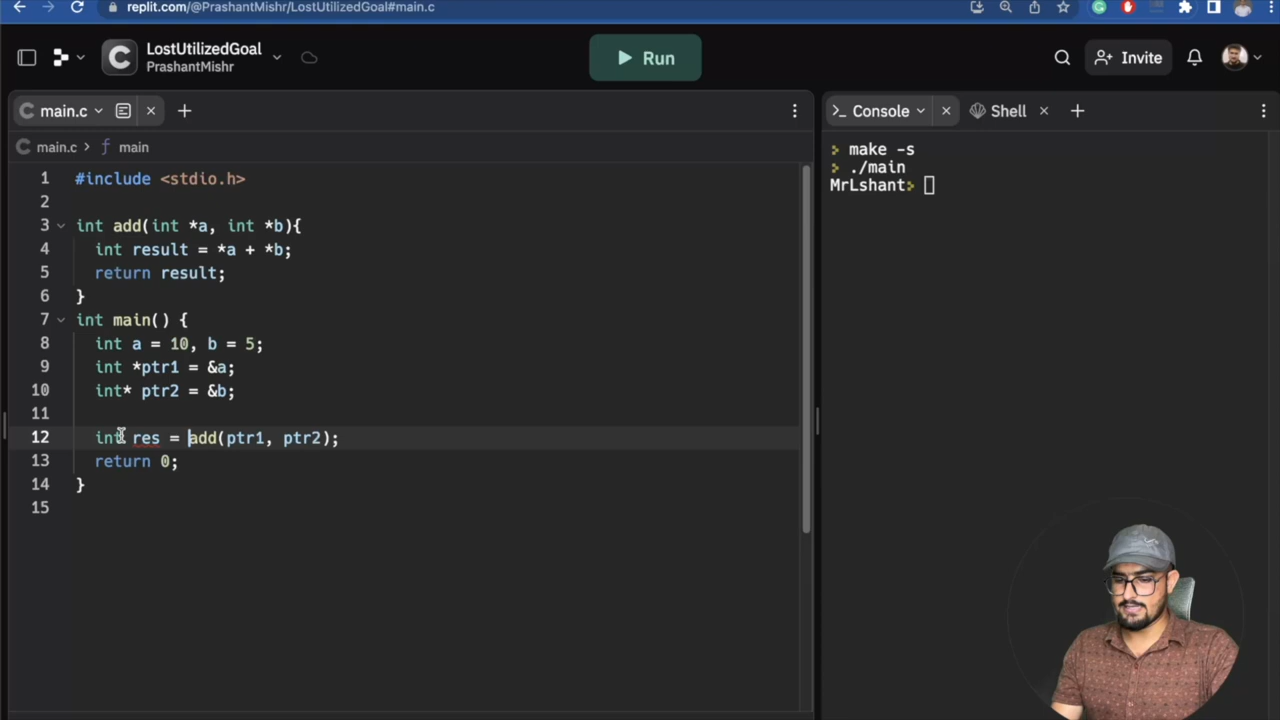 replit.com/@PrashantMishr/LostUtilizedGoal#main.c
LostUtilizedGoal
PrashantMishr
Run
Invite
main.c
Console
Shell
main.c > main
1 #include <stdio.h>
2
3 int add(int *a, int *b){
4 int result = *a + *b;
5 return result;
6 }
7 int main() {
8 int a = 10, b = 5;
9 int *ptr1 = &a;
10 int* ptr2 = &b;
11
12 int res = add(ptr1, ptr2);
13 return 0;
14 }
15
> make -s
> ./main
MrLshant>